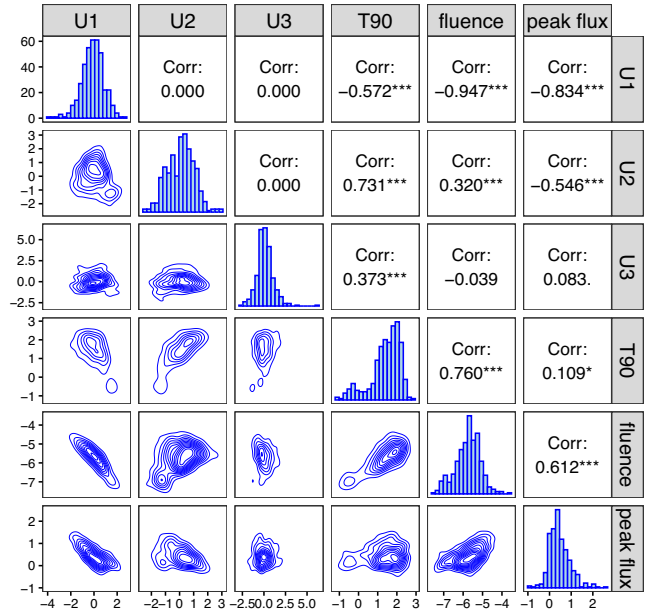 U1 U2 U3 T90 fluence peak flux
60
40
20
0
Corr:
0.000
Corr:
0.000
Corr:
−0.572***
Corr:
−0.947***
Corr:
−0.834***
U1
3
2
1
0
−1
−2
Corr:
0.000
Corr:
0.731***
Corr:
0.320***
Corr:
−0.546***
U2
5.0
2.5
0.0
−2.5
Corr:
0.373***
Corr:
−0.039
Corr:
0.083.
U3
3
2
1
0
−1
Corr:
0.760***
Corr:
0.109*
T90
−4
−5
−6
−7
Corr:
0.612***
fluence
2
1
0
−1
peak flux
−4 −2 0 2 −2 −1 0 1 2 3 −2.50.0 2.5 5.0 −1 0 1 2 3 −7 −6 −5 −4 −1 0 1 2